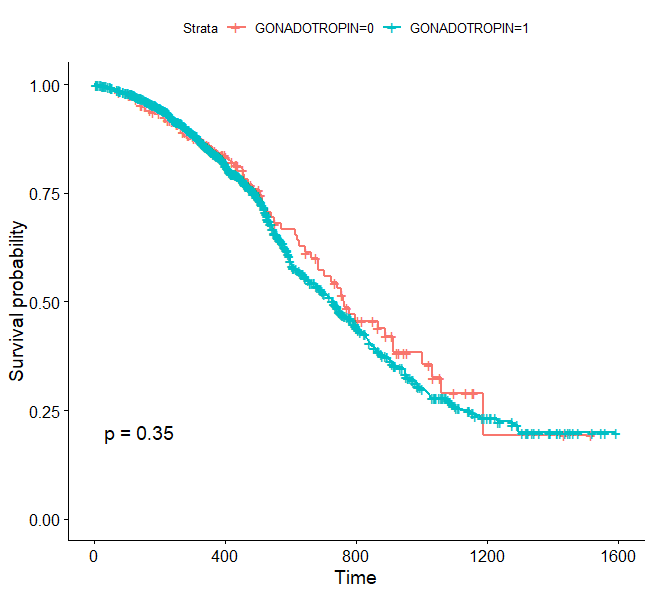 Strata GONADOTROPIN=0 GONADOTROPIN=1
Survival probability
1.00
0.75
0.50
0.25
0.00
p = 0.35
0 400 800 1200 1600
Time